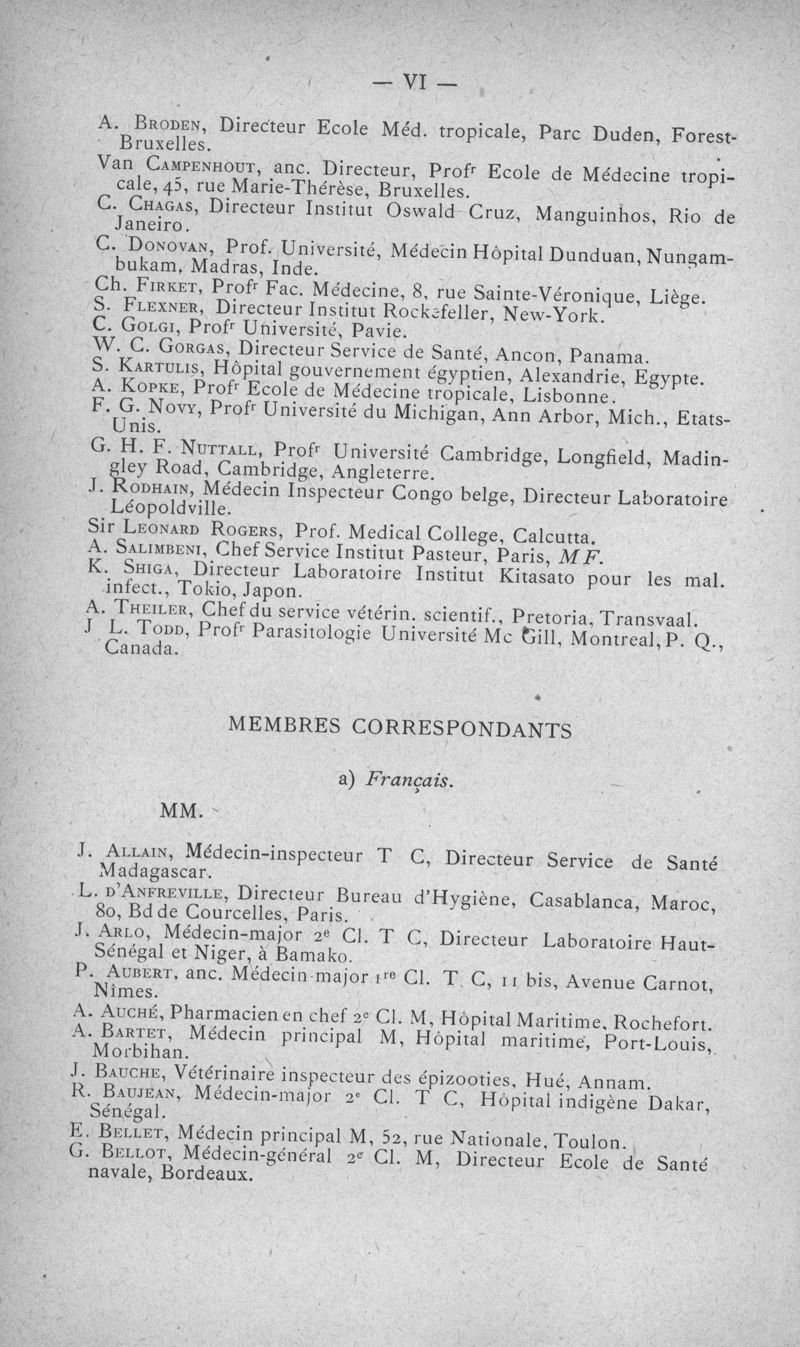 — VI —
A. BRODEN, Directeur Ecole Méd. tropicale, Parc Duden, Forest-
Bruxelles.
Van CAMPENHOUT, anc. Directeur, Profr Ecole de Médecine tropi-
cale, 45, rue Marie-Thérèse, Bruxelles.
C. CHAGAS, Directeur Institut Oswald Cruz, Manguinhos, Rio de
Janeiro.
C. DONOVAN, Prof. Université, Médecin Hôpital Dunduan, Nungam-
bukam, Madras, Inde.
Ch. FIRKET, Profr Fac. Médecine, 8, rue Sainte-Véronique, Liège.
S. FLEXNER, Directeur Institut Rockefeller, New-York.
C. GOLGI, Profr Université, Pavie.
W. C. GORGAS, Directeur Service de Santé, Ancon, Panama.
S. KARTULIS, Hôpital gouvernement égyptien, Alexandrie, Egypte.
A. KOPKE, Profr Ecole de Médecine tropicale, Lisbonne.
F. G. NOVY, Profr Université du Michigan, Ann Arbor, Mich., Etats-
Unis.
G. H. F. NUTTALL, Profr Université Cambridge, Longfield, Madin-
gley Road, Cambridge, Angleterre.
J. RODHAIN, Médecin Inspecteur Congo belge, Directeur Laboratoire
Léopoldville.
Sir LEONARD ROGERS, Prof. Medical College, Calcutta.
A. SALIMBENI, Chef Service Institut Pasteur, Paris, MF.
K. SHIGA, Directeur Laboratoire Institut Kitasato pour les mal.
infect., Tokio, Japon.
A. THEILER, Chef du service vétérin. scientif., Pretoria, Transvaal.
J. L. TODD, Profr Parasitologie Université Mc Gill, Montreal, P. Q.,
Canada.
MEMBRES CORRESPONDANTS
a) Français.
MM.
J. ALLAIN, Médecin-inspecteur T C, Directeur Service de Santé
Madagascar.
L. D'ANFREVILLE, Directeur Bureau d'Hygiène, Casablanca, Maroc,
80, Bd de Courcelles, Paris.
J. ARLO, Médecin-major 2e Cl. T C, Directeur Laboratoire Haut-
Sénégal et Niger, à Bamako.
P. AUBERT, anc. Médecin-major 1re Cl. T C, 11 bis, Avenue Carnot,
Nîmes.
A. AUCHÉ, Pharmacien en chef 2e Cl. M, Hôpital Maritime, Rochefort.
A. BARTET, Médecin principal M, Hôpital maritime, Port-Louis,
Morbihan.
J. BAUCHE, Vétérinaire inspecteur des épizooties, Hué, Annam.
R. BAUJEAN, Médecin-major 2e Cl. T C, Hôpital indigène Dakar,
Sénégal.
E. BELLET, Médecin principal M, 52, rue Nationale, Toulon.
G. BELLOT, Médecin-général 2e Cl. M, Directeur Ecole de Santé
navale, Bordeaux.